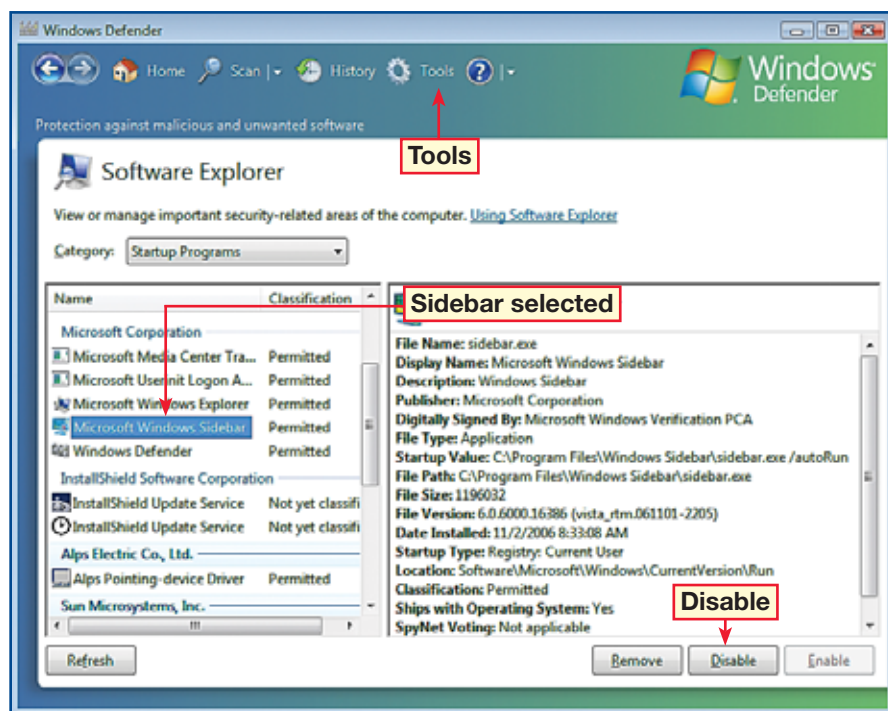 Windows Defender
Home Scan History Tools
Windows
Defender
Protection against malicious and unwanted software
Tools
Software Explorer
View or manage important security-related areas of the computer. Using Software Explorer
Category: Startup Programs
Name Classification
Sidebar selected
Microsoft Corporation
Microsoft Media Center Tra... Permitted
Microsoft Userinit Logon A... Permitted
Microsoft Windows Explorer Permitted
Microsoft Windows Sidebar Permitted
Windows Defender Permitted
InstallShield Software Corporation
InstallShield Update Service Not yet classifi
InstallShield Update Service Not yet classifi
Alps Electric Co., Ltd.
Alps Pointing-device Driver Permitted
Sun Microsystems, Inc.
File Name: sidebar.exe
Display Name: Microsoft Windows Sidebar
Description: Windows Sidebar
Publisher: Microsoft Corporation
Digitally Signed By: Microsoft Windows Verification PCA
File Type: Application
Startup Value: C:\Program Files\Windows Sidebar\sidebar.exe /autoRun
File Path: C:\Program Files\Windows Sidebar\sidebar.exe
File Size: 1196032
File Version: 6.0.6000.16386 (vista_rtm.061101-2205)
Date Installed: 11/2/2006 8:33:08 AM
Startup Type: Registry: Current User
Location: Software\Microsoft\Windows\CurrentVersion\Run
Classification: Permitted
Ships with Operating System: Yes
SpyNet Voting: Not applicable
Disable
Refresh Remove Disable Enable